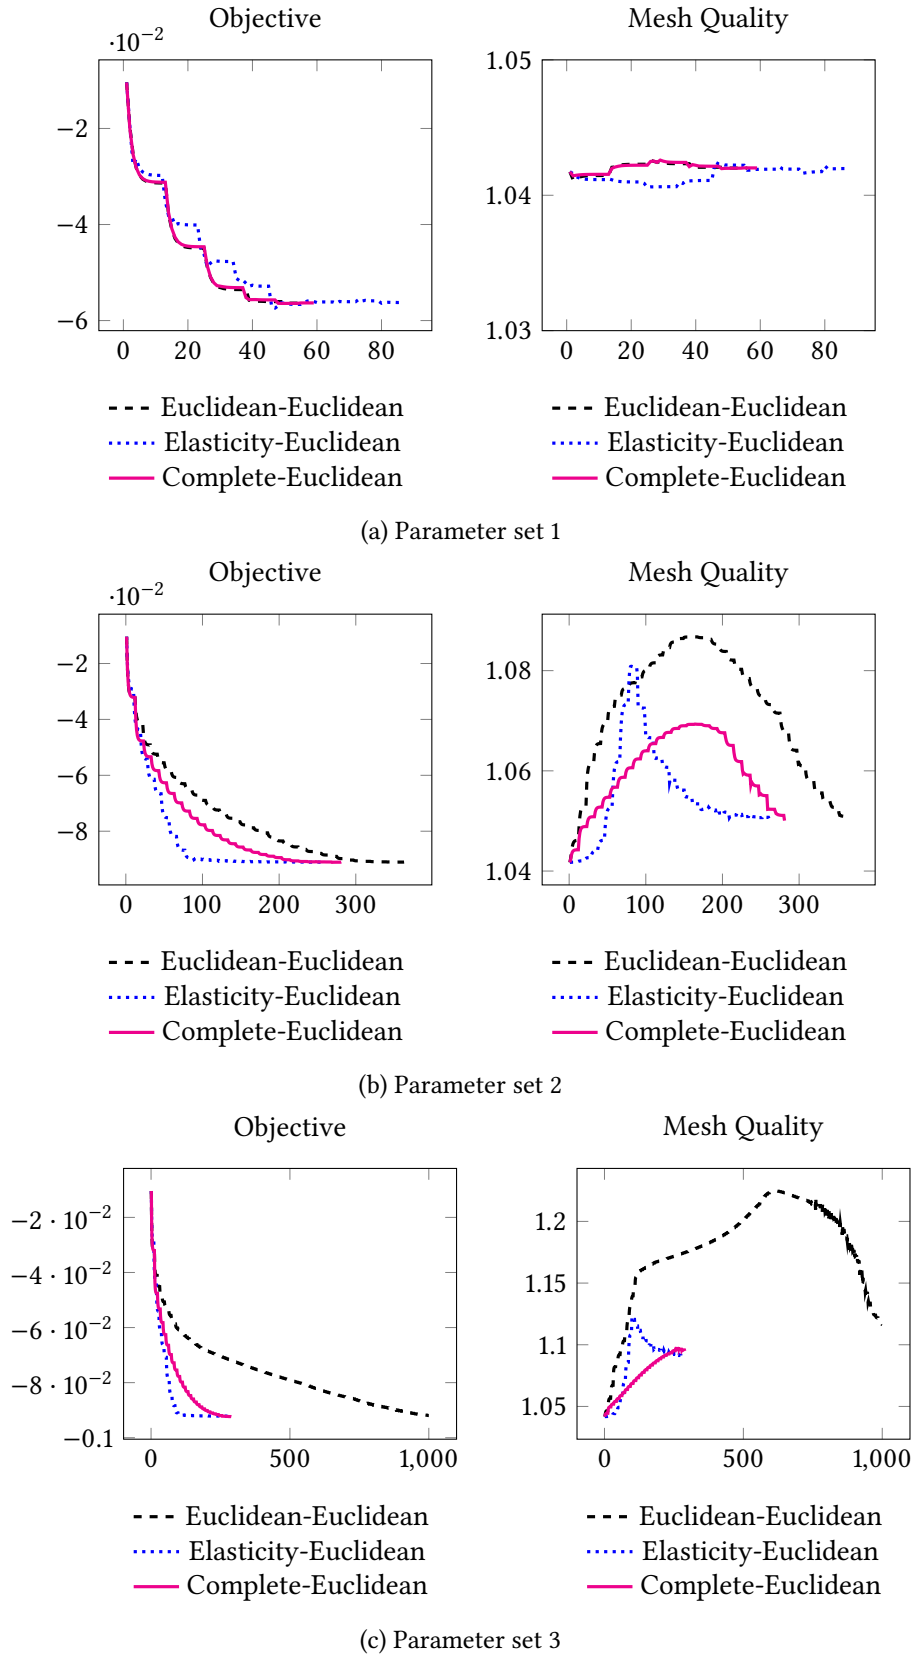 Objective
Mesh Quality
·10⁻²
−2
−4
−6
0 20 40 60 80
1.05
1.04
1.03
0 20 40 60 80
Euclidean-Euclidean
Elasticity-Euclidean
Complete-Euclidean
Euclidean-Euclidean
Elasticity-Euclidean
Complete-Euclidean
(a) Parameter set 1
Objective
Mesh Quality
·10⁻²
−2
−4
−6
−8
0 100 200 300
1.08
1.06
1.04
0 100 200 300
Euclidean-Euclidean
Elasticity-Euclidean
Complete-Euclidean
Euclidean-Euclidean
Elasticity-Euclidean
Complete-Euclidean
(b) Parameter set 2
Objective
Mesh Quality
−2 · 10⁻²
−4 · 10⁻²
−6 · 10⁻²
−8 · 10⁻²
−0.1
0 500 1,000
1.2
1.15
1.1
1.05
0 500 1,000
Euclidean-Euclidean
Elasticity-Euclidean
Complete-Euclidean
Euclidean-Euclidean
Elasticity-Euclidean
Complete-Euclidean
(c) Parameter set 3